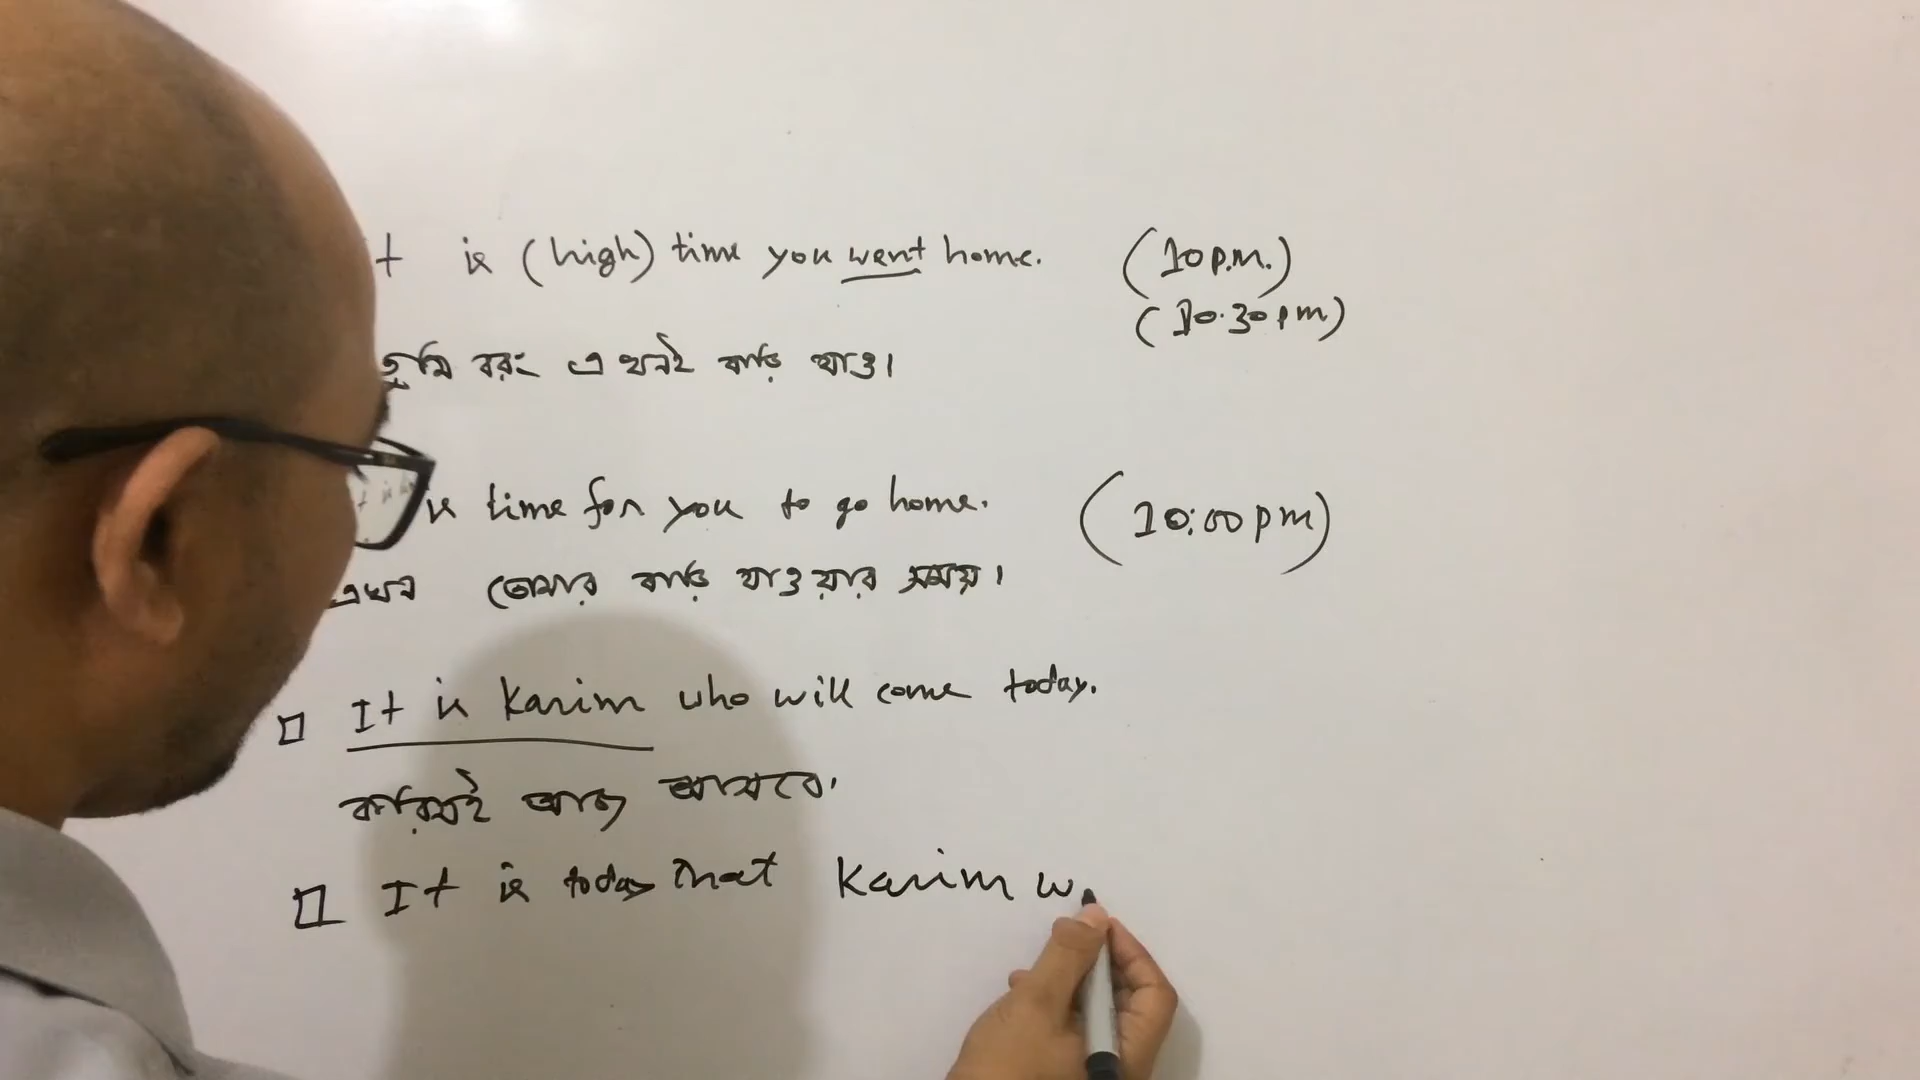 t is (high) time you went home. (10 p.m.)
(10.30 pm)
তুমি বরং এখনই বাড়ি যাও।
is time for you to go home. (10:00 pm)
এখন তোমার বাড়ি যাওয়ার সময়।
□ It is Karim who will come today.
করিমই আজ আসবে।
□ It is today that Karim w